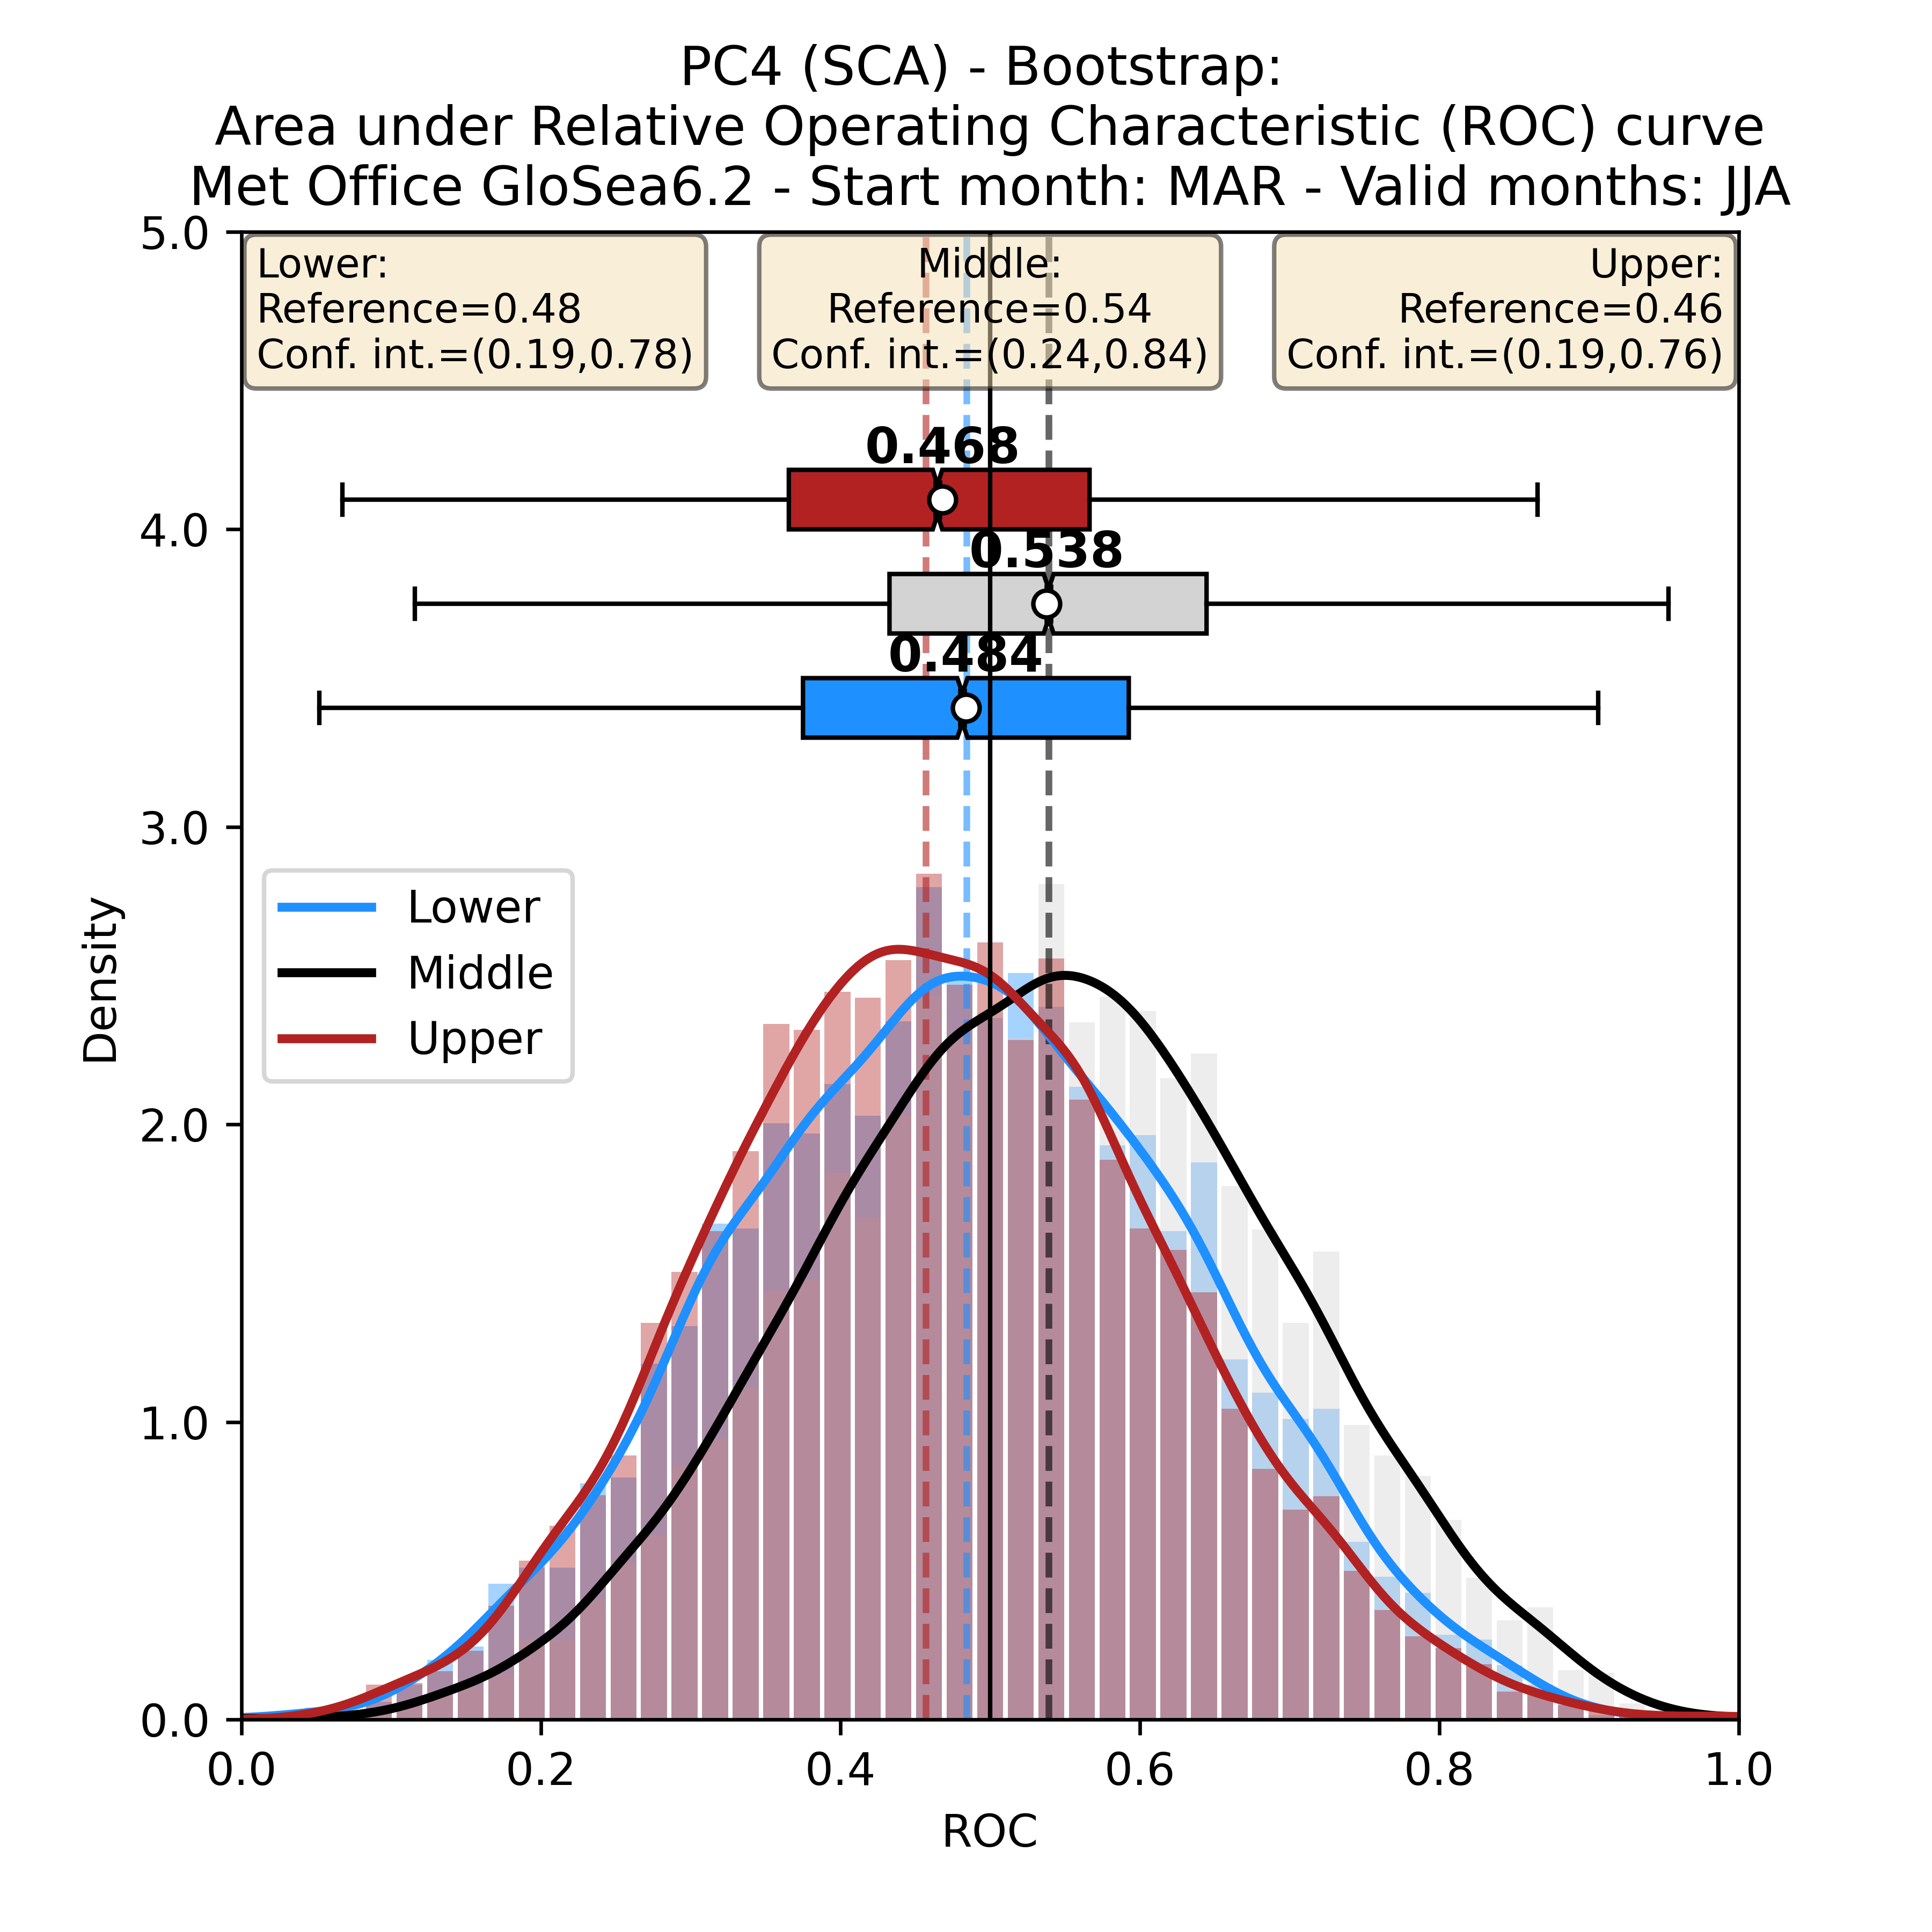 PC4 (SCA) - Bootstrap:
Area under Relative Operating Characteristic (ROC) curve
Met Office GloSea6.2 - Start month: MAR - Valid months: JJA
Lower:
Reference=0.48
Conf. int.=(0.19,0.78)
Middle:
Reference=0.54
Conf. int.=(0.24,0.84)
Upper:
Reference=0.46
Conf. int.=(0.19,0.76)
0.468
0.538
0.484
Lower
Middle
Upper
Density
5.0
4.0
3.0
2.0
1.0
0.0
0.0 0.2 0.4 0.6 0.8 1.0
ROC